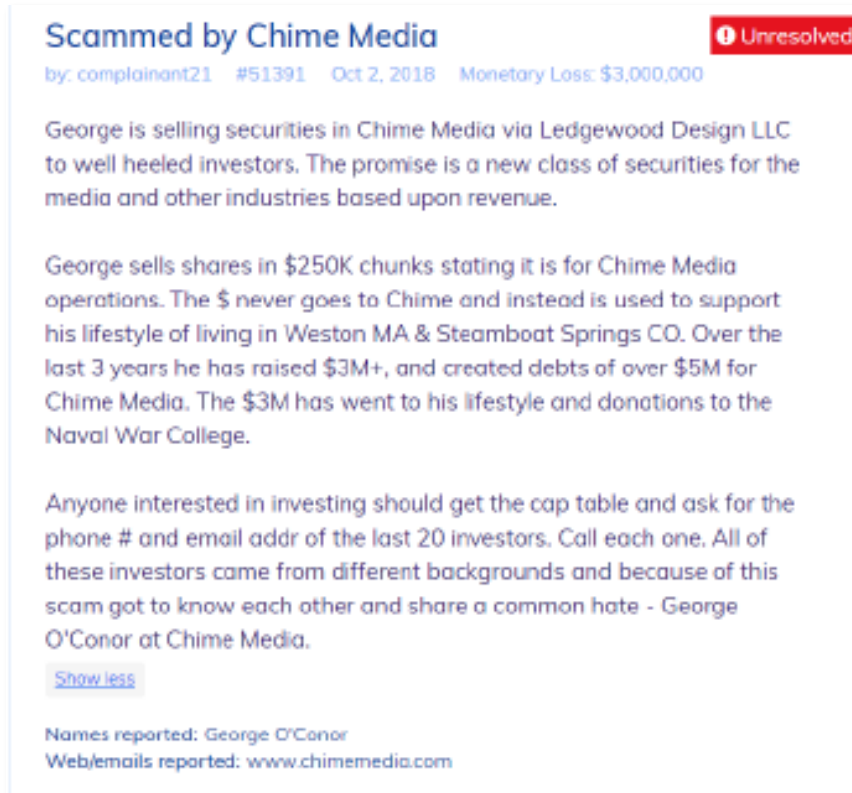 Scammed by Chime Media
Unresolved
by: complainant21 #51391 Oct 2, 2018 Monetary Loss: $3,000,000
George is selling securities in Chime Media via Ledgewood Design LLC
to well heeled investors. The promise is a new class of securities for the
media and other industries based upon revenue.
George sells shares in $250K chunks stating it is for Chime Media
operations. The $ never goes to Chime and instead is used to support
his lifestyle of living in Weston MA & Steamboat Springs CO. Over the
last 3 years he has raised $3M+, and created debts of over $5M for
Chime Media. The $3M has went to his lifestyle and donations to the
Naval War College.
Anyone interested in investing should get the cap table and ask for the
phone # and email addr of the last 20 investors. Call each one. All of
these investors came from different backgrounds and because of this
scam got to know each other and share a common hate - George
O'Conor at Chime Media.
Show less
Names reported: George O'Conor
Web/emails reported: www.chimemedia.com